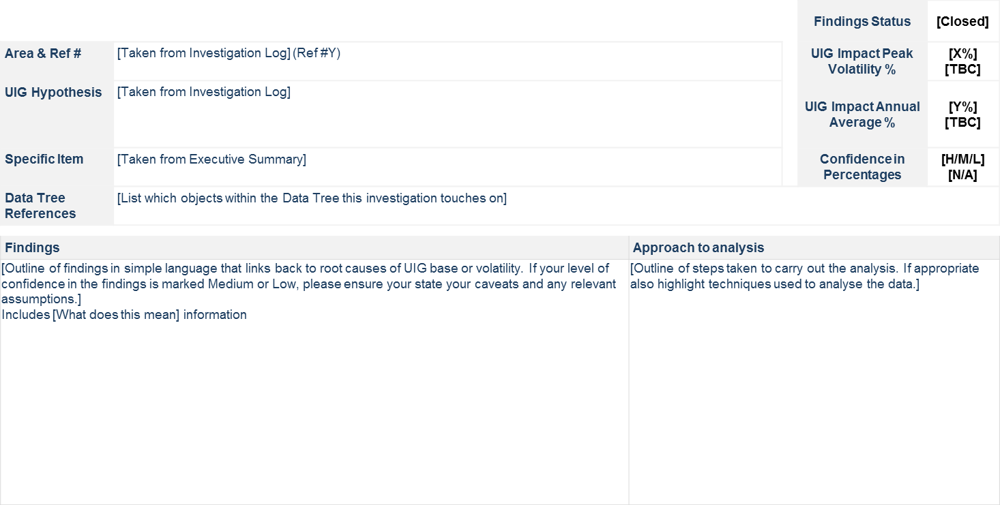 Findings Status
[Closed]
Area & Ref #
[Taken from Investigation Log] (Ref #Y)
UIG Impact Peak
Volatility %
[X%]
[TBC]
UIG Hypothesis
[Taken from Investigation Log]
UIG Impact Annual
Average %
[Y%]
[TBC]
Specific Item
[Taken from Executive Summary]
Confidence in
Percentages
[H/M/L]
[N/A]
Data Tree
References
[List which objects within the Data Tree this investigation touches on]
Findings
[Outline of findings in simple language that links back to root causes of UIG base or volatility. If your level of
confidence in the findings is marked Medium or Low, please ensure your state your caveats and any relevant
assumptions.]
Includes [What does this mean] information
Approach to analysis
[Outline of steps taken to carry out the analysis. If appropriate
also highlight techniques used to analyse the data.]